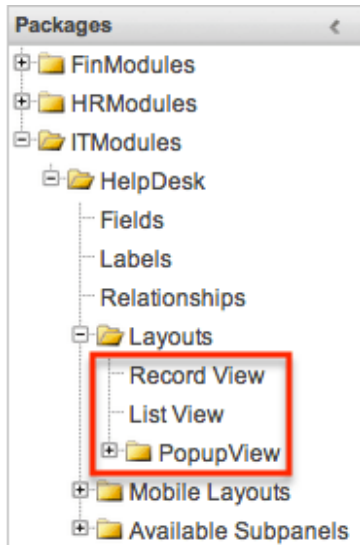 Packages
FinModules
HRModules
ITModules
HelpDesk
Fields
Labels
Relationships
Layouts
Record View
List View
PopupView
Mobile Layouts
Available Subpanels